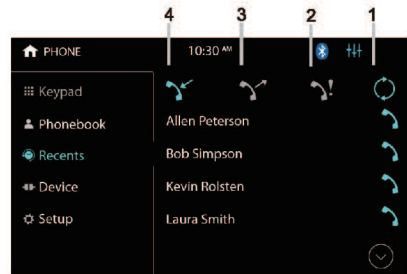 4 3 2 1
PHONE 10:30 AM
Keypad
Phonebook Allen Peterson
Recents Bob Simpson
Device Kevin Rolsten
Setup Laura Smith